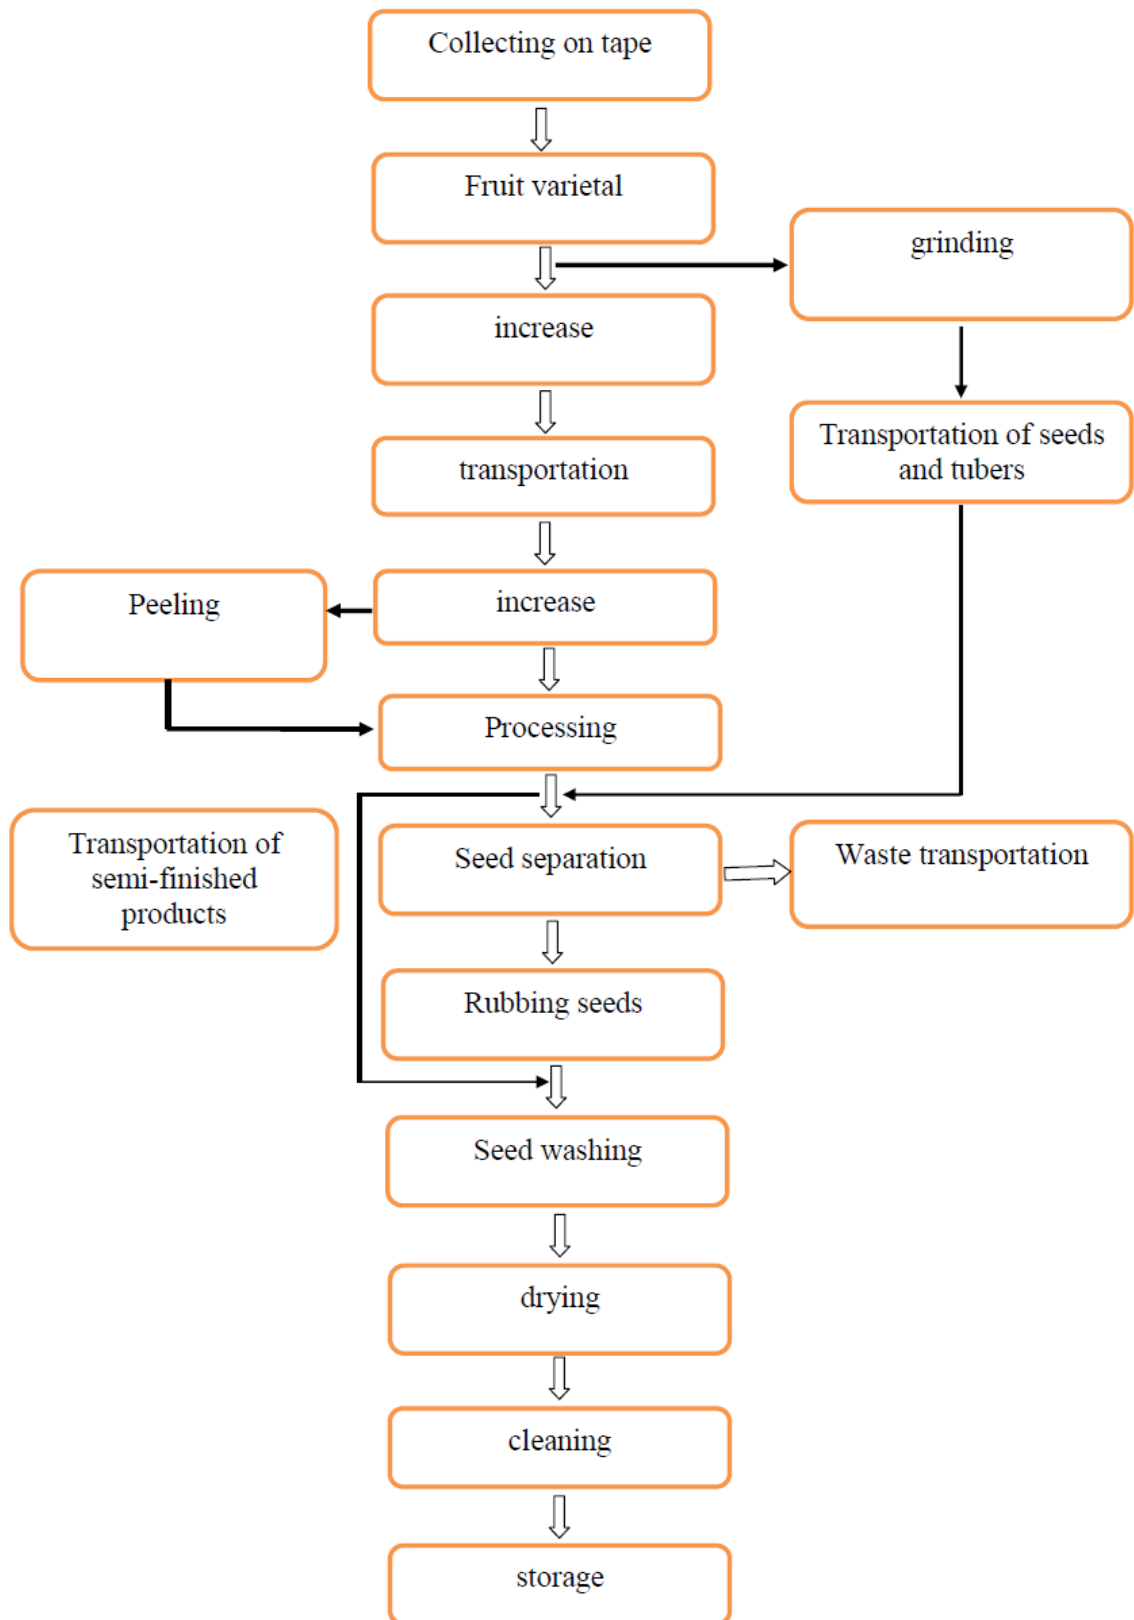 Collecting on tape
Fruit varietal
grinding
increase
Transportation of seeds
and tubers
transportation
Peeling
increase
Processing
Transportation of
semi-finished
products
Seed separation
Waste transportation
Rubbing seeds
Seed washing
drying
cleaning
storage